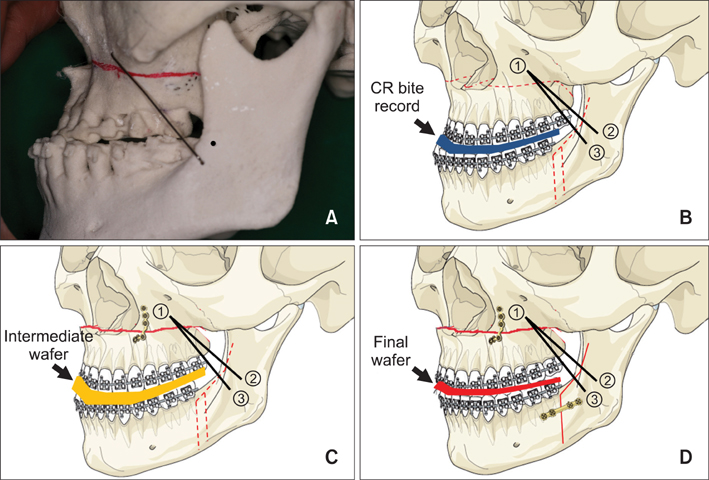 A
CR bite
record
①
②
③
B
Intermediate
wafer
①
②
③
C
Final
wafer
①
②
③
D